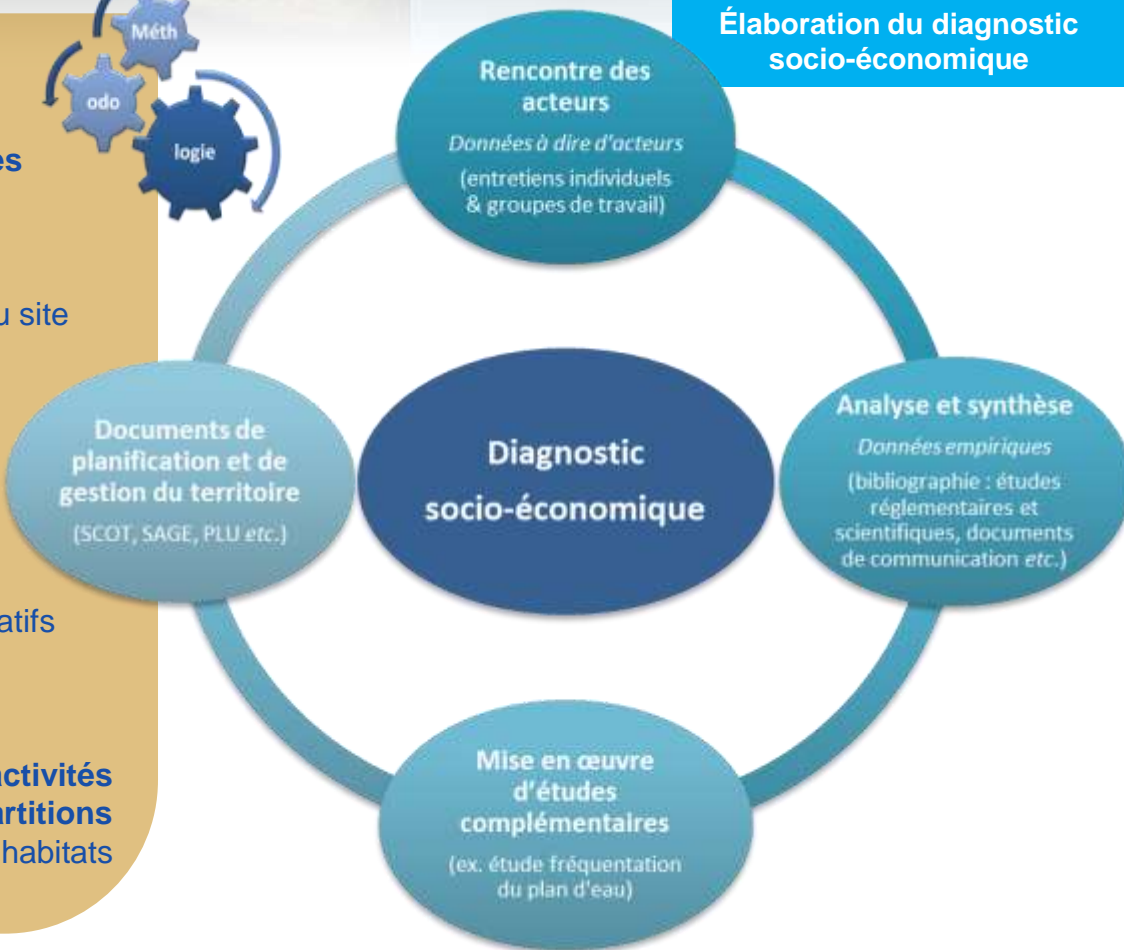 Élaboration du diagnostic
socio-économique
Méth
odo
logie
Rencontre des
acteurs
Données à dire d'acteurs
(entretiens individuels
& groupes de travail)
Analyse et synthèse
Données empiriques
(bibliographie : études
réglementaires et
scientifiques, documents
de communication etc.)
Mise en œuvre
d'études
complémentaires
(ex. étude fréquentation
du plan d'eau)
Documents de
planification et de
gestion du territoire
(SCOT, SAGE, PLU etc.)
Diagnostic
socio-économique
es
u site
atifs
activités
artitions
habitats